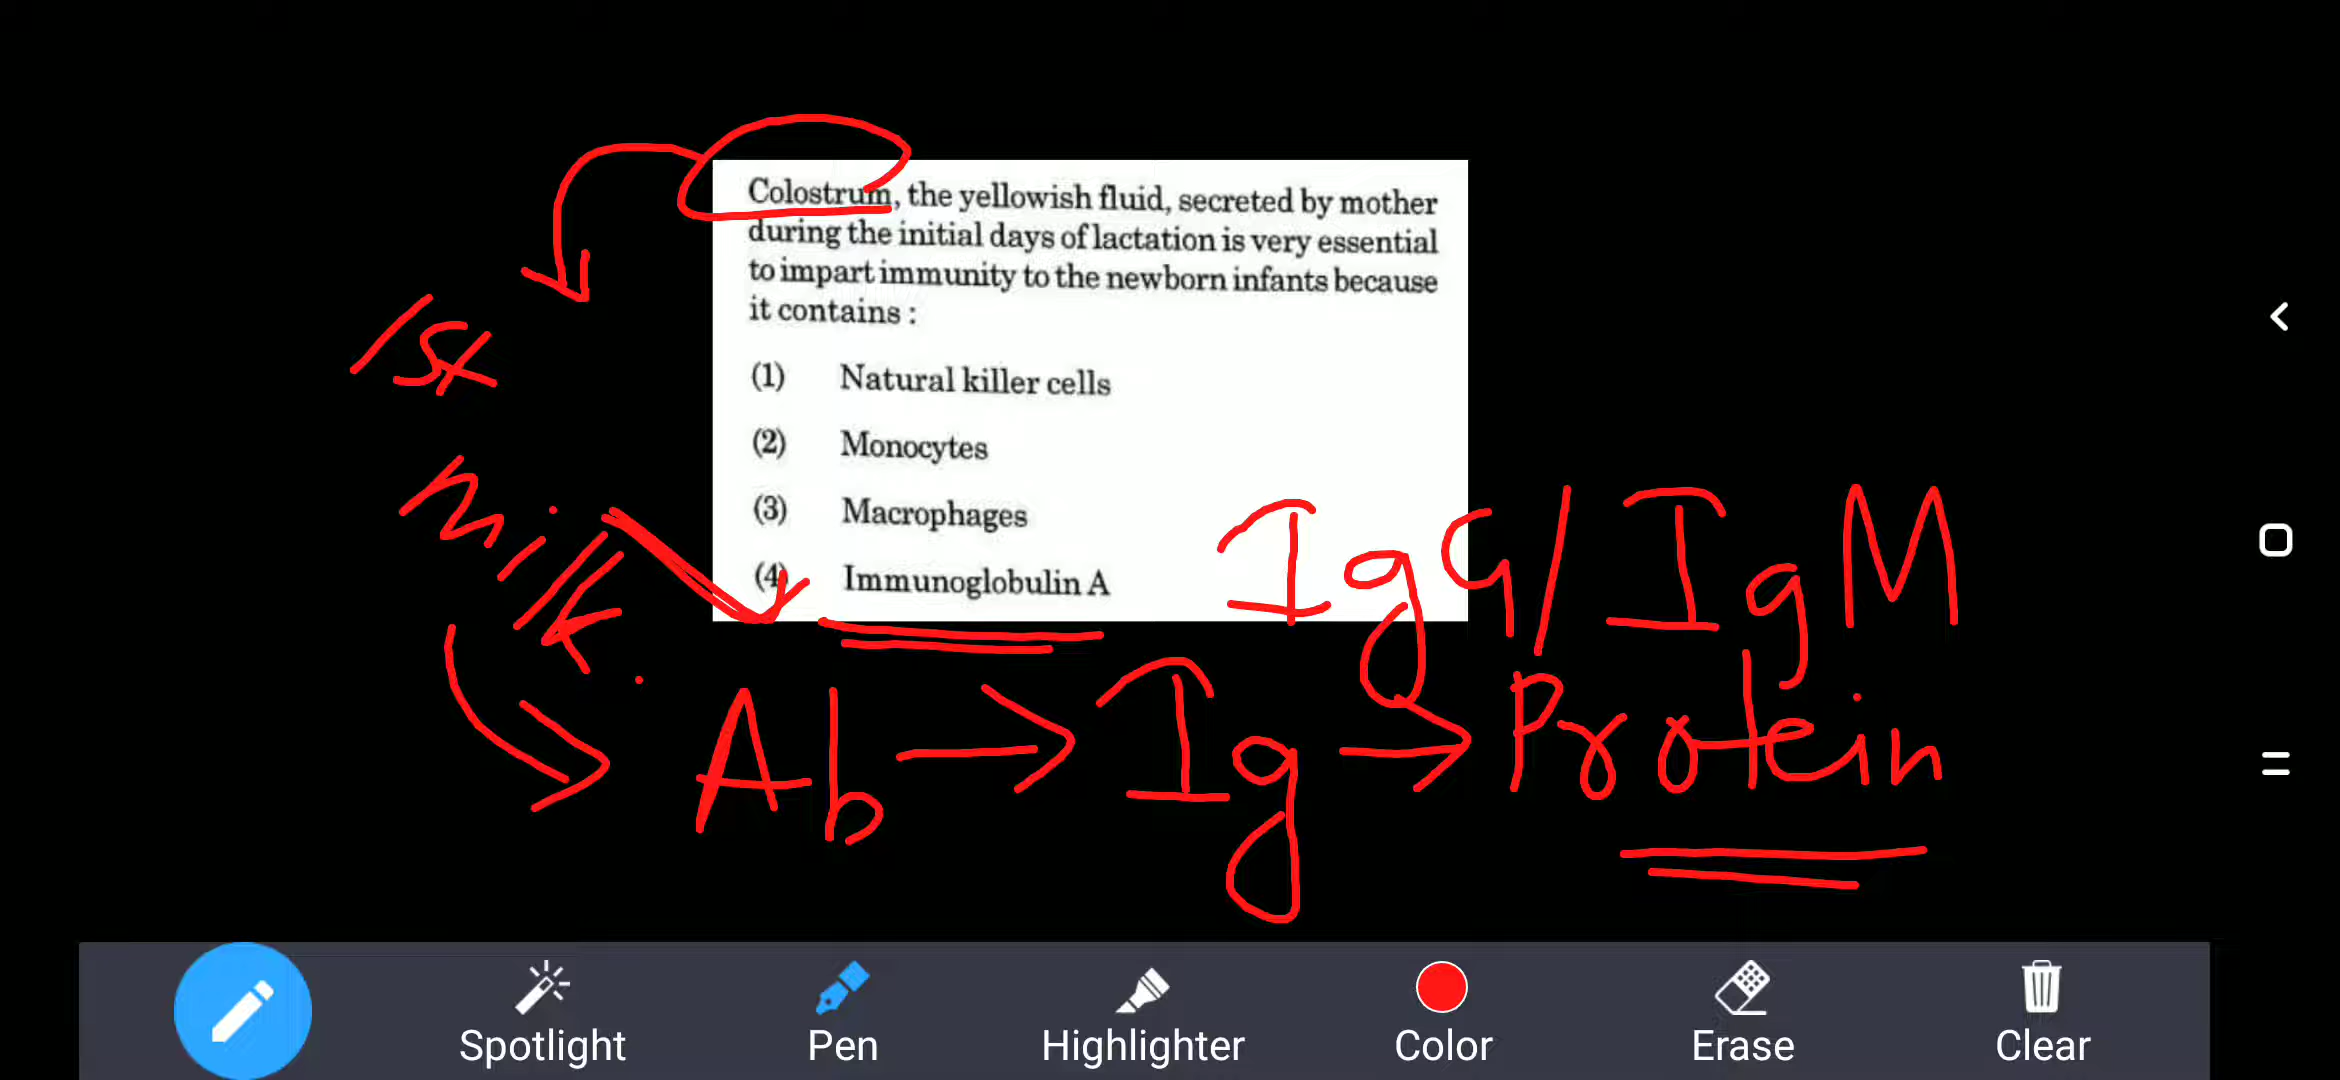 Colostrum, the yellowish fluid, secreted by mother
during the initial days of lactation is very essential
to impart immunity to the newborn infants because
it contains :
(1) Natural killer cells
(2) Monocytes
(3) Macrophages
(4) Immunoglobulin A
1st
milk.
IgG/IgM
Ab → Ig → Protein
Spotlight
Pen
Highlighter
Color
Erase
Clear